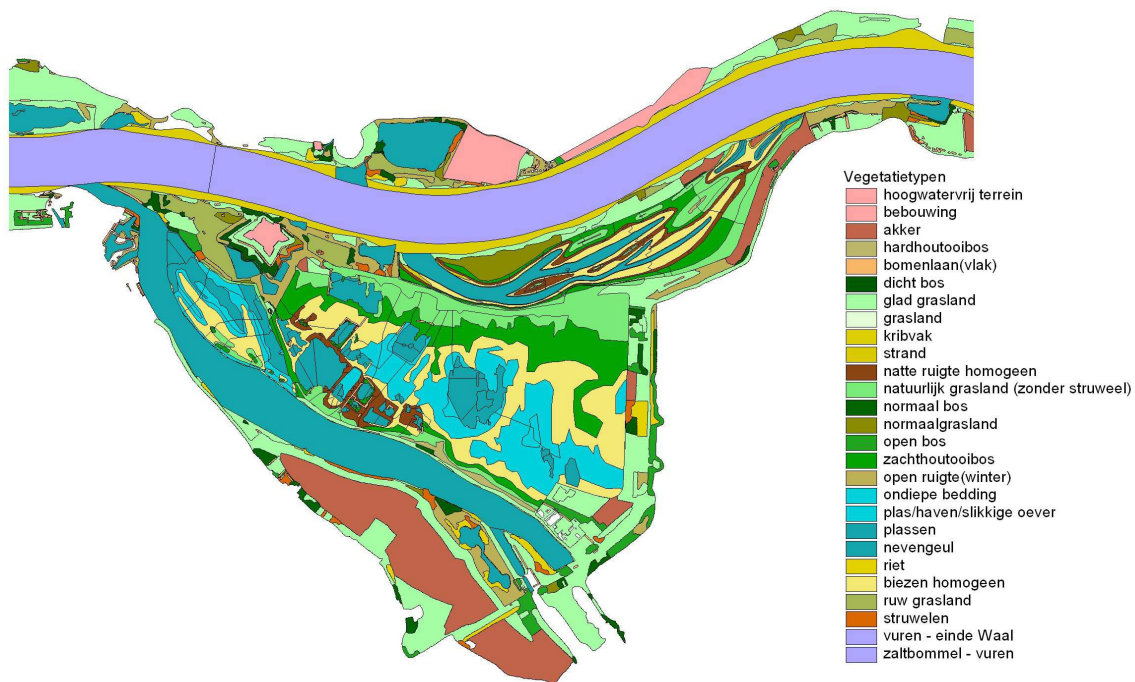 Vegetatietypen
hoogwatervrij terrein
bebouwing
akker
hardhoutooibos
bomenlaan(vlak)
dicht bos
glad grasland
grasland
kribvak
strand
natte ruigte homogeen
natuurlijk grasland (zonder struweel)
normaal bos
normaalgrasland
open bos
zachthoutooibos
open ruigte(winter)
ondiepe bedding
plas/haven/slikkige oever
plassen
nevengeul
riet
biezen homogeen
ruw grasland
struwelen
vuren - einde Waal
zaltbommel - vuren